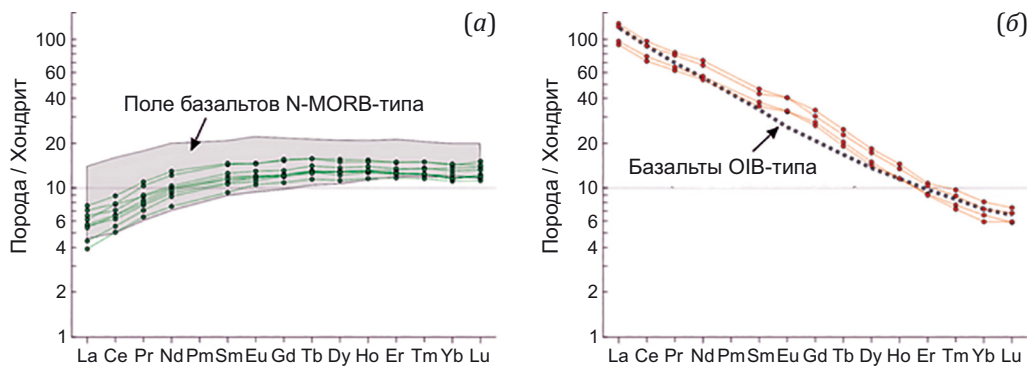 (а)
Порода / Хондрит
100
60
40
20
10
6
4
2
1
Поле базальтов N-MORB-типа
La Ce Pr Nd Pm Sm Eu Gd Tb Dy Ho Er Tm Yb Lu
(б)
Порода / Хондрит
100
60
40
20
10
6
4
2
1
Базальты OIB-типа
La Ce Pr Nd Pm Sm Eu Gd Tb Dy Ho Er Tm Yb Lu